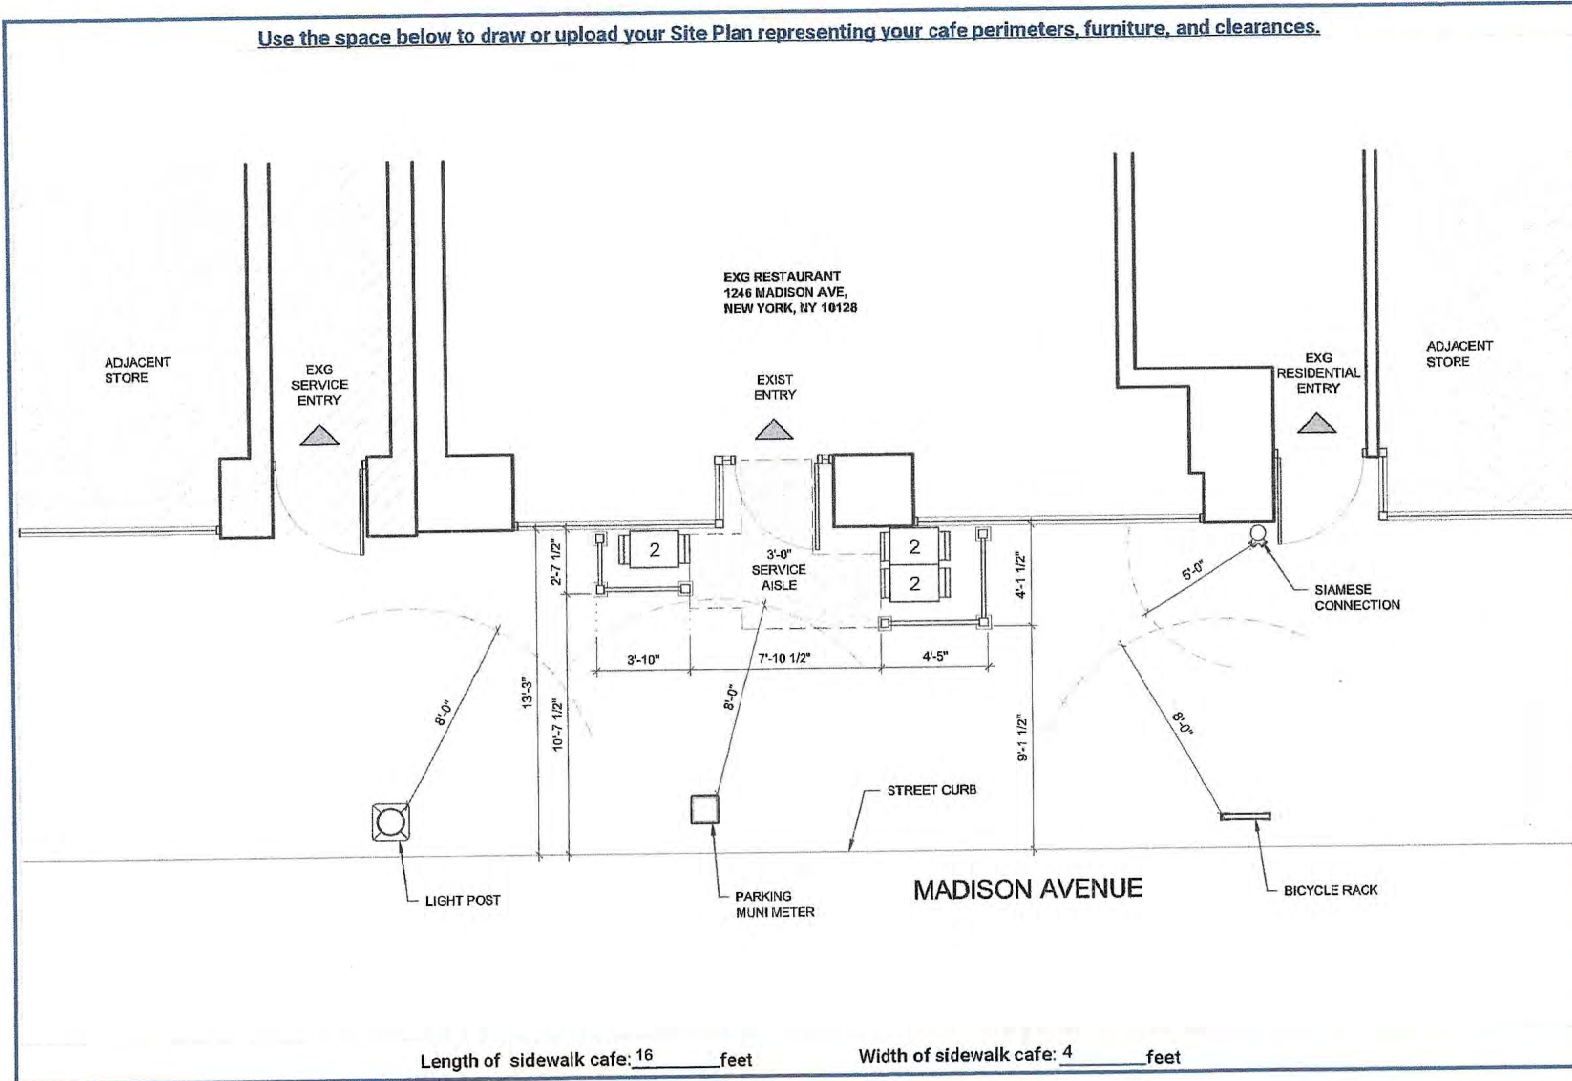 Use the space below to draw or upload your Site Plan representing your cafe perimeters, furniture, and clearances.
EXG RESTAURANT
1246 MADISON AVE,
NEW YORK, NY 10128
ADJACENT
STORE
EXG
SERVICE
ENTRY
EXIST
ENTRY
EXG
RESIDENTIAL
ENTRY
ADJACENT
STORE
2
2
2
3'-0"
SERVICE
AISLE
2'-7 1/2"
4'-1 1/2"
5'-0"
SIAMESE
CONNECTION
3'-10"
7'-10 1/2"
4'-5"
8'-0"
13'-3"
10'-7 1/2"
8'-0"
9'-1 1/2"
8'-0"
STREET CURB
MADISON AVENUE
LIGHT POST
PARKING
MUNI METER
BICYCLE RACK
Length of sidewalk cafe: 16 feet
Width of sidewalk cafe: 4 feet